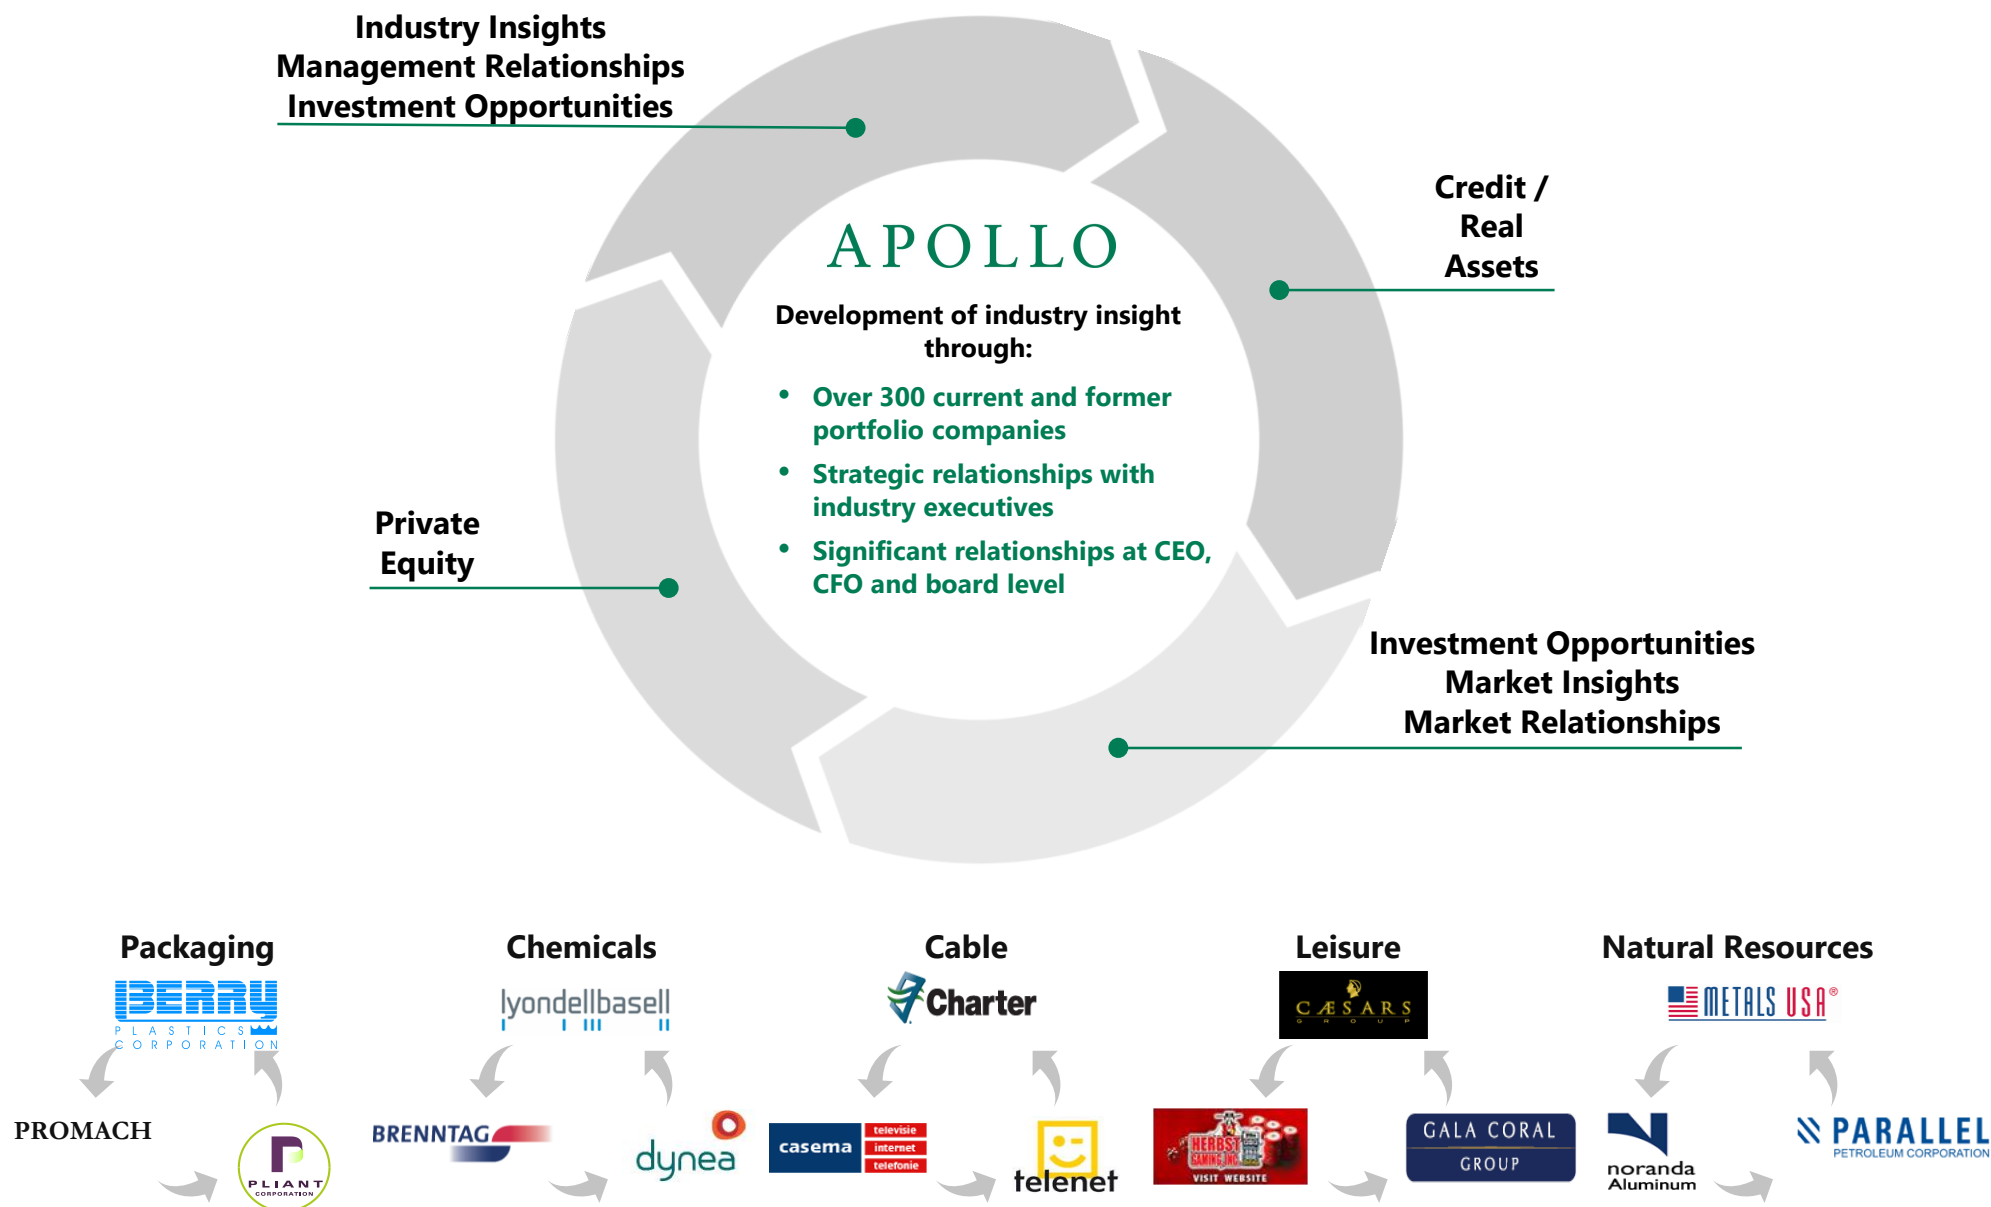 Industry Insights
Management Relationships
Investment Opportunities
Credit /
Real
Assets
APOLLO
Development of industry insight
through:
• Over 300 current and former
portfolio companies
• Strategic relationships with
industry executives
• Significant relationships at CEO,
CFO and board level
Private
Equity
Investment Opportunities
Market Insights
Market Relationships
Packaging
BERRY
PLASTICS
CORPORATION
PROMACH
PLIANT
CORPORATION
Chemicals
lyondellbasell
BRENNTAG
dynea
Cable
Charter
casema
televisie
internet
telefonie
telenet
Leisure
CÆSARS
GROUP
HERBST
GAMING, INC.
VISIT WEBSITE
GALA CORAL
GROUP
Natural Resources
METALS USA®
noranda
Aluminum
PARALLEL
PETROLEUM CORPORATION